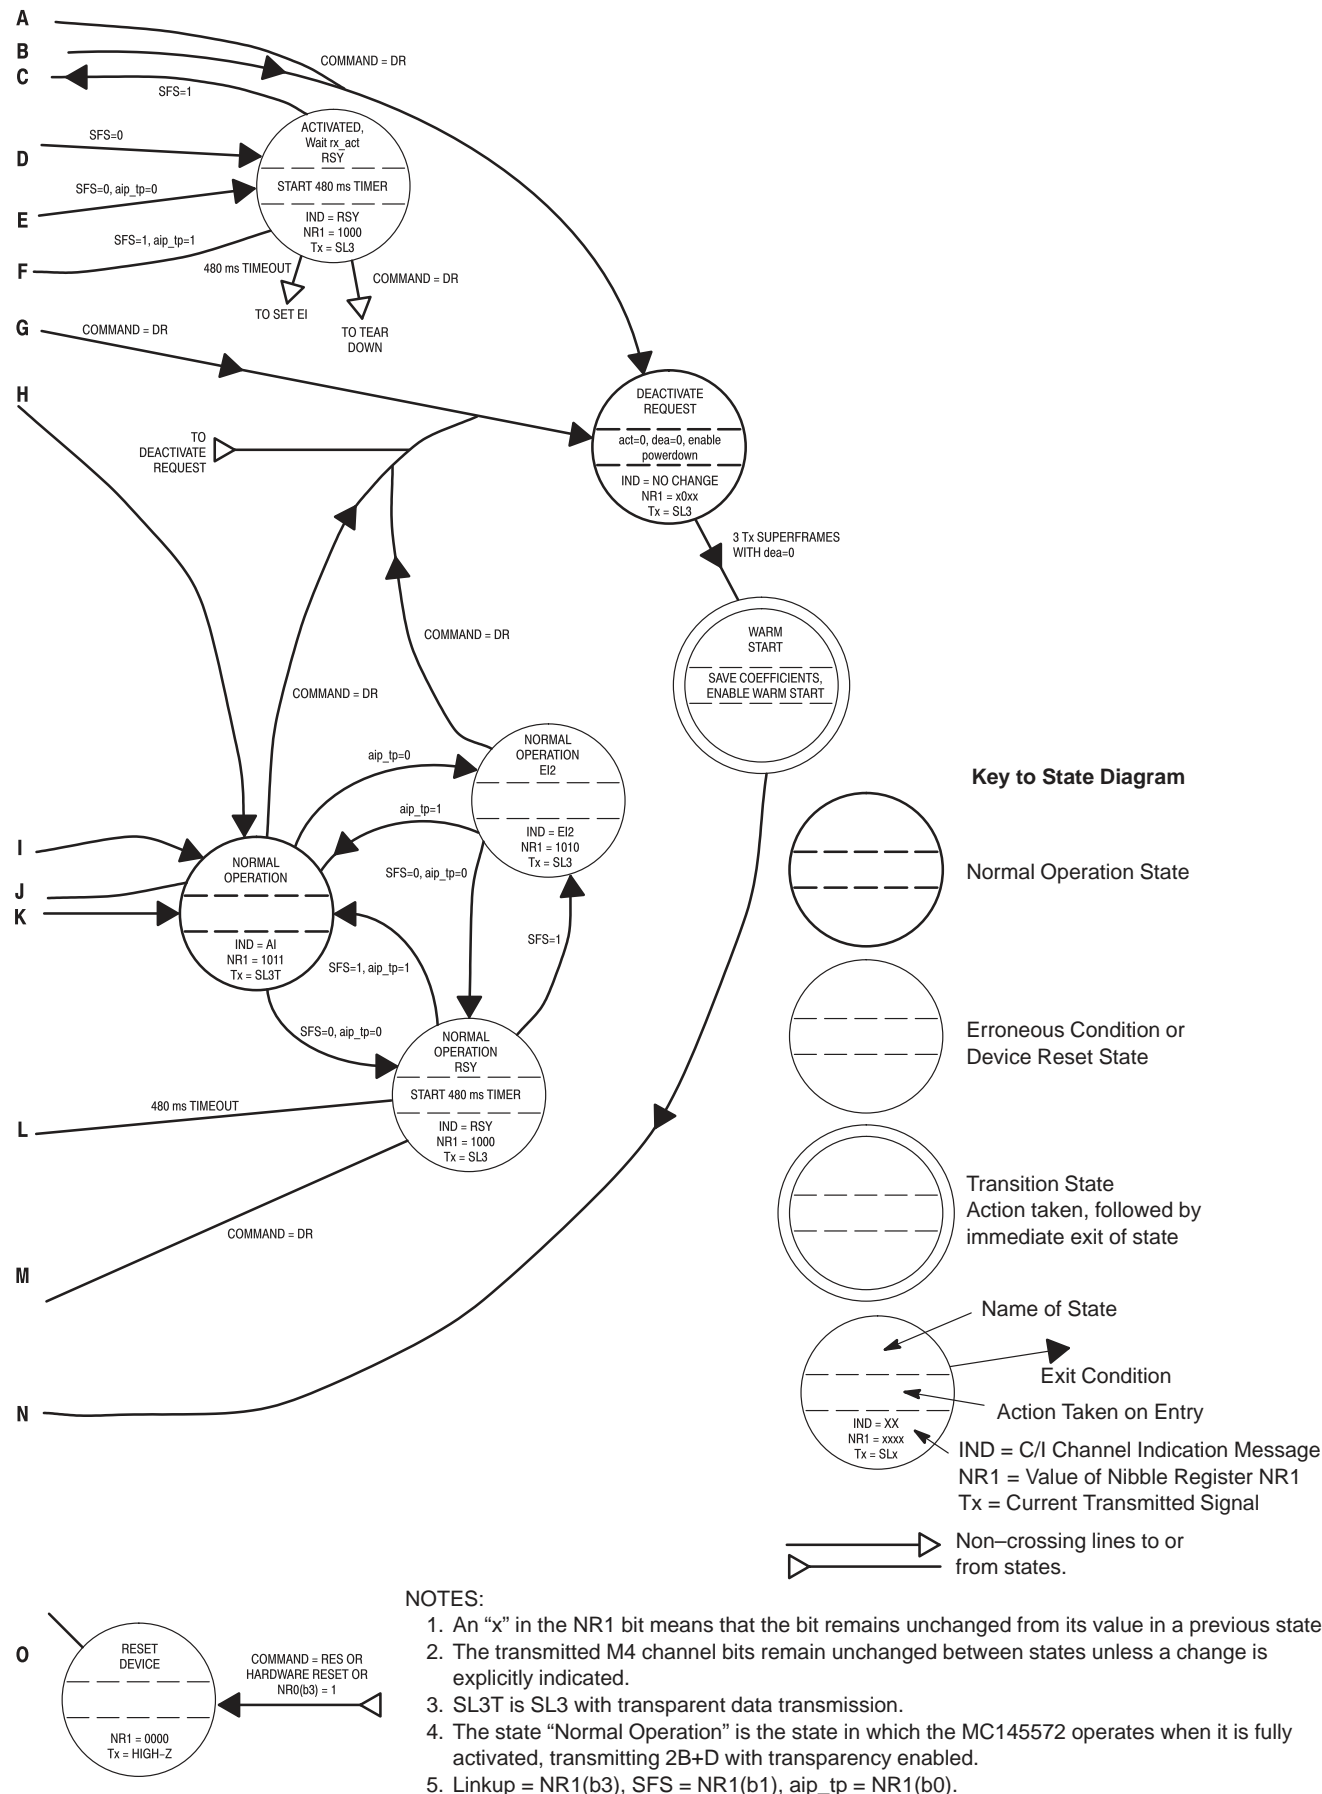 A
B
C
COMMAND = DR
SFS=1
ACTIVATED,
Wait rx_act
RSY
START 480 ms TIMER
IND = RSY
NR1 = 1000
Tx = SL3
D
SFS=0
E
SFS=0, aip_tp=0
F
SFS=1, aip_tp=1
480 ms TIMEOUT
COMMAND = DR
TO SET EI
TO TEAR
DOWN
G
COMMAND = DR
H
TO
DEACTIVATE
REQUEST
DEACTIVATE
REQUEST
act=0, dea=0, enable
powerdown
IND = NO CHANGE
NR1 = x0xx
Tx = SL3
3 Tx SUPERFRAMES
WITH dea=0
WARM
START
SAVE COEFFICIENTS,
ENABLE WARM START
COMMAND = DR
COMMAND = DR
aip_tp=0
NORMAL
OPERATION
EI2
IND = EI2
NR1 = 1010
Tx = SL3
aip_tp=1
SFS=0, aip_tp=0
SFS=1
I
J
K
NORMAL
OPERATION
IND = AI
NR1 = 1011
Tx = SL3T
SFS=1, aip_tp=1
SFS=0, aip_tp=0
NORMAL
OPERATION
RSY
START 480 ms TIMER
IND = RSY
NR1 = 1000
Tx = SL3
L
480 ms TIMEOUT
M
COMMAND = DR
N
Key to State Diagram
Normal Operation State
Erroneous Condition or
Device Reset State
Transition State
Action taken, followed by
immediate exit of state
Name of State
Exit Condition
Action Taken on Entry
IND = XX
NR1 = xxxx
Tx = SLx
IND = C/I Channel Indication Message
NR1 = Value of Nibble Register NR1
Tx = Current Transmitted Signal
Non–crossing lines to or
from states.
O
RESET
DEVICE
NR1 = 0000
Tx = HIGH–Z
COMMAND = RES OR
HARDWARE RESET OR
NR0(b3) = 1
NOTES:
1. An “x” in the NR1 bit means that the bit remains unchanged from its value in a previous state
2. The transmitted M4 channel bits remain unchanged between states unless a change is
explicitly indicated.
3. SL3T is SL3 with transparent data transmission.
4. The state “Normal Operation” is the state in which the MC145572 operates when it is fully
activated, transmitting 2B+D with transparency enabled.
5. Linkup = NR1(b3), SFS = NR1(b1), aip_tp = NR1(b0).